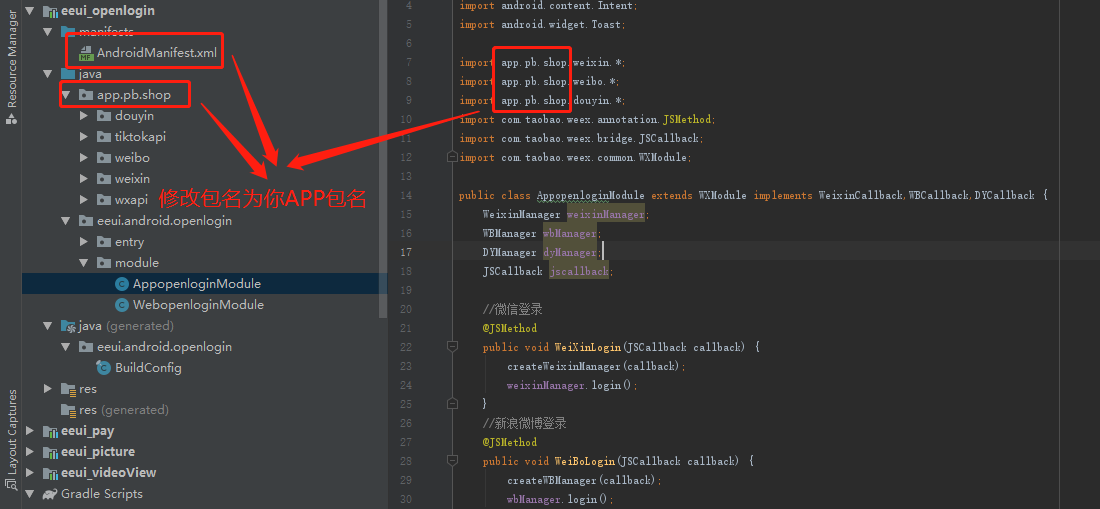 Resource Manager
Layout Captures
eeui_openlogin
manifests
AndroidManifest.xml
java
app.pb.shop
douyin
tiktokapi
weibo
weixin
wxapi
eeui.android.openlogin
entry
module
AppopenloginModule
WebopenloginModule
java (generated)
eeui.android.openlogin
BuildConfig
res
res (generated)
eeui_pay
eeui_picture
eeui_videoView
Gradle Scripts
修改包名为你APP包名
4 import android.content.Intent;
5 import android.widget.Toast;
6
7 import app.pb.shop.weixin.*;
8 import app.pb.shop.weibo.*;
9 import app.pb.shop.douyin.*;
10 import com.taobao.weex.annotation.JSMethod;
11 import com.taobao.weex.bridge.JSCallback;
12 import com.taobao.weex.common.WXModule;
14 public class AppopenloginModule extends WXModule implements WeixinCallback,WBCallback,DYCallback {
15 WeixinManager weixinManager;
16 WBManager wbManager;
17 DYManager dyManager;
18 JSCallback jscallback;
20 //微信登录
21 @JSMethod
22 public void WeiXinLogin(JSCallback callback) {
23 createWeixinManager(callback);
24 weixinManager.login();
25 }
26 //新浪微博登录
27 @JSMethod
28 public void WeiBoLogin(JSCallback callback) {
29 createWBManager(callback);
30 wbManager.login();